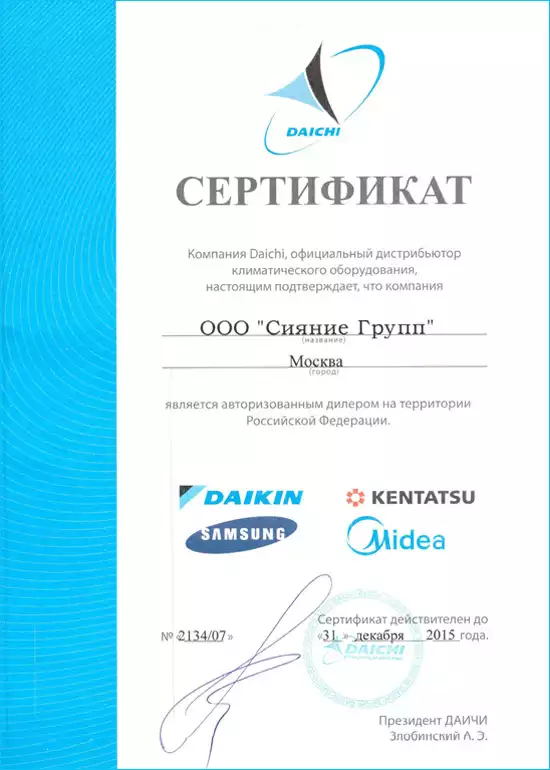 DAICHI
СЕРТИФИКАТ
Компания Daichi, официальный дистрибьютор
климатического оборудования,
настоящим подтверждает, что компания
ООО "Сияние Групп"
(название)
Москва
(город)
является авторизованным дилером на территории
Российской Федерации.
DAIKIN
KENTATSU
SAMSUNG
Midea
Сертификат действителен до
№ «2134/07» «31 » декабря 2015 года.
DAICHI
Президент ДАИЧИ
Злобинский А. Э.